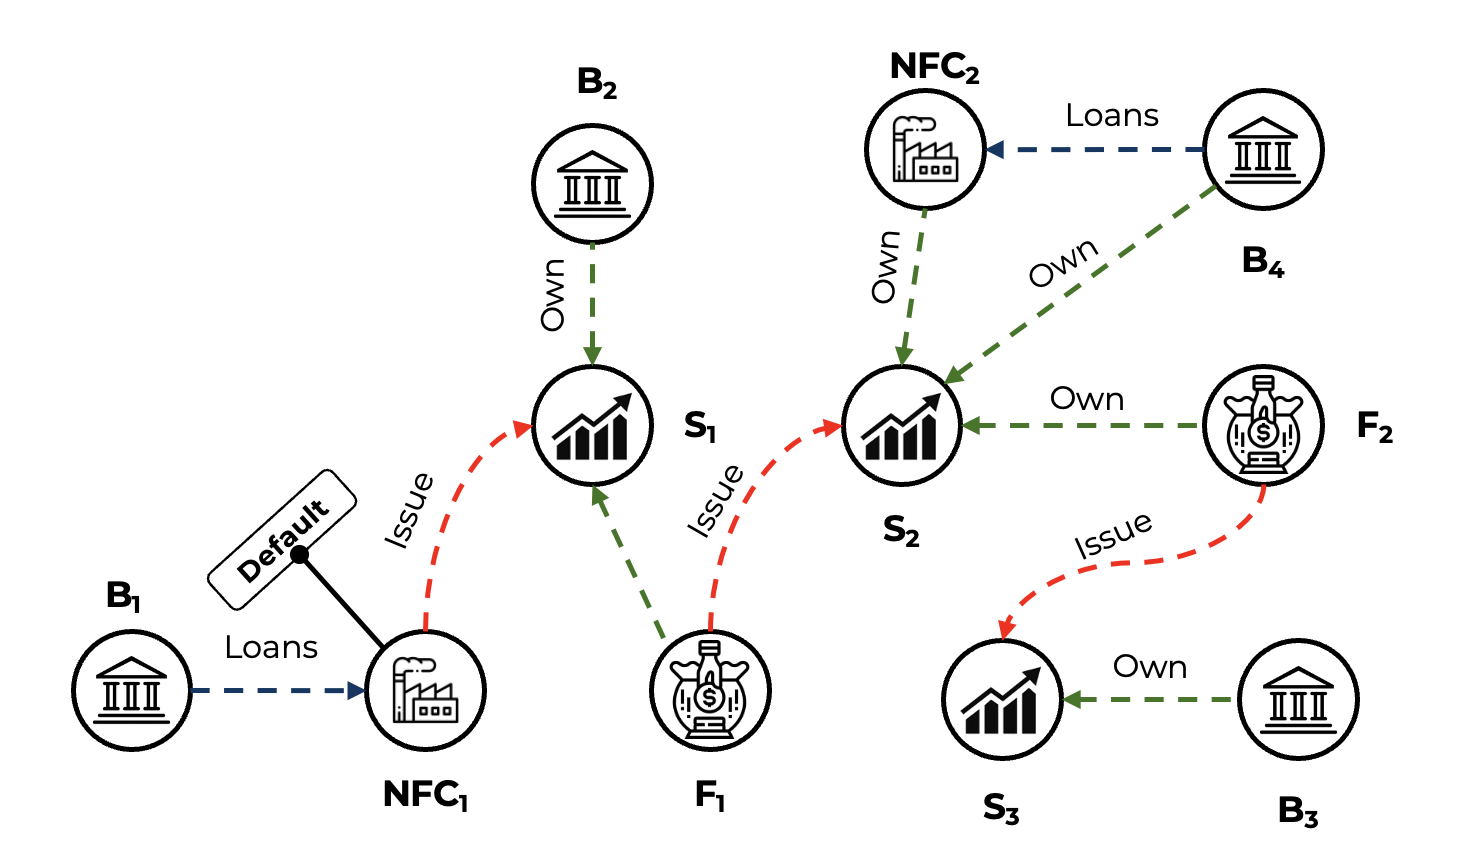 NFC₂
B₂
Loans
Own
Own
Own
B₄
Own
S₁
F₂
Issue
Issue
Default
S₂
Issue
B₁
Loans
Own
NFC₁
F₁
S₃
B₃